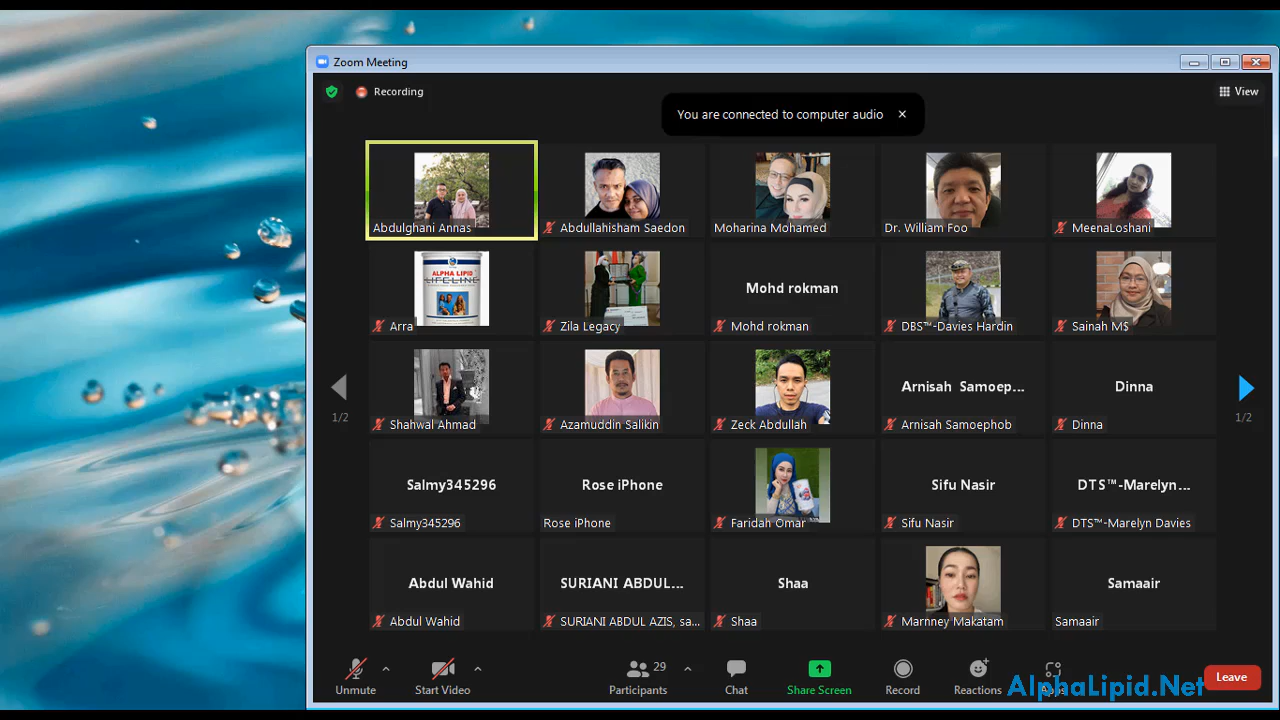 Zoom Meeting
Recording
View
You are connected to computer audio
Abdulghani Annas
Abdullahisham Saedon
Moharina Mohamed
Dr. William Foo
MeenaLoshani
ALPHA LIPID
LIFELINE
Mohd rokman
Arra
Zila Legacy
Mohd rokman
DBS™-Davies Hardin
Sainah M$
Arnisah Samoep...
Dinna
1/2
1/2
Shahwal Ahmad
Azamuddin Salikin
Zeck Abdullah
Arnisah Samoephob
Dinna
Salmy345296
Rose iPhone
Sifu Nasir
DTS™-Marelyn...
Salmy345296
Rose iPhone
Faridah Omar
Sifu Nasir
DTS™-Marelyn Davies
Abdul Wahid
SURIANI ABDUL...
Shaa
Samaair
Abdul Wahid
SURIANI ABDUL AZIS, sa...
Shaa
Marnney Makatam
Samaair
29
Unmute
Start Video
Participants
Chat
Share Screen
Record
Reactions
Apps
Leave
AlphaLipid.Net